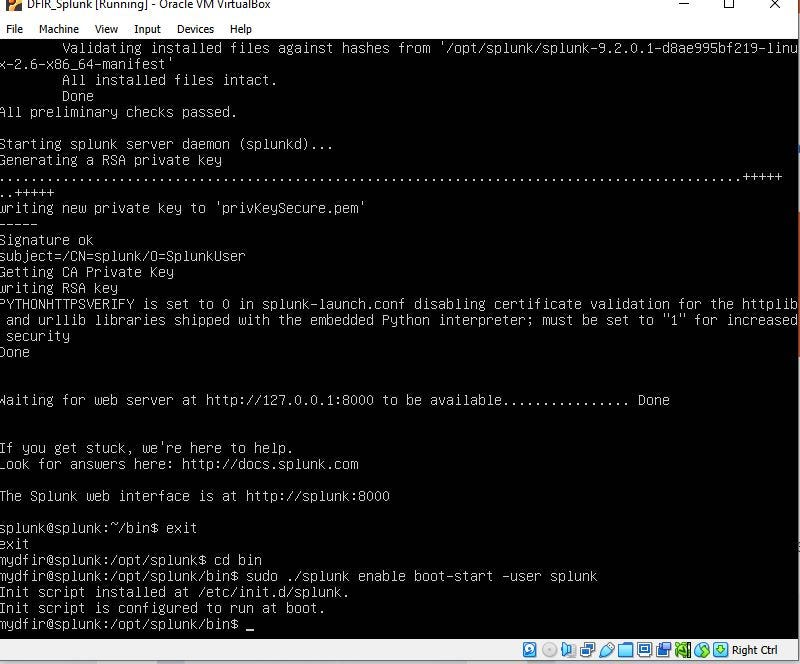 DFIR_Splunk [Running] - Oracle VM VirtualBox
File Machine View Input Devices Help
Validating installed files against hashes from '/opt/splunk/splunk-9.2.0.1-d8ae995bf219-linu
x-2.6-x86_64-manifest'
All installed files intact.
Done
All preliminary checks passed.
Starting splunk server daemon (splunkd)...
Generating a RSA private key
............................................................................................+++++
..+++++
writing new private key to 'privKeySecure.pem'
-----
Signature ok
subject=/CN=splunk/O=SplunkUser
Getting CA Private Key
writing RSA key
PYTHONHTTPSVERIFY is set to 0 in splunk-launch.conf disabling certificate validation for the httplib
and urllib libraries shipped with the embedded Python interpreter; must be set to "1" for increased
security
Done
Waiting for web server at http://127.0.0.1:8000 to be available................ Done
If you get stuck, we're here to help.
Look for answers here: http://docs.splunk.com
The Splunk web interface is at http://splunk:8000
splunk@splunk:~/bin$ exit
exit
mydfir@splunk:/opt/splunk$ cd bin
mydfir@splunk:/opt/splunk/bin$ sudo ./splunk enable boot-start -user splunk
Init script installed at /etc/init.d/splunk.
Init script is configured to run at boot.
mydfir@splunk:/opt/splunk/bin$ _
Right Ctrl